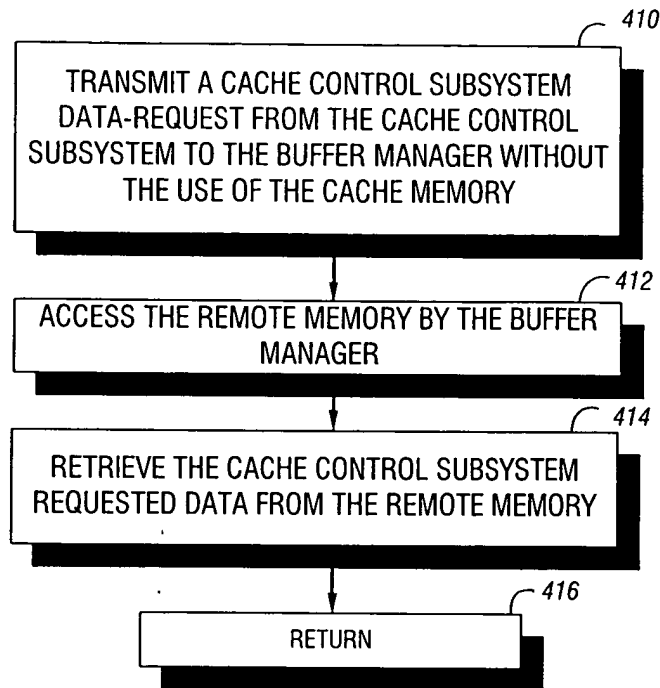 410
TRANSMIT A CACHE CONTROL SUBSYSTEM
DATA-REQUEST FROM THE CACHE CONTROL
SUBSYSTEM TO THE BUFFER MANAGER WITHOUT
THE USE OF THE CACHE MEMORY
412
ACCESS THE REMOTE MEMORY BY THE BUFFER
MANAGER
414
RETRIEVE THE CACHE CONTROL SUBSYSTEM
REQUESTED DATA FROM THE REMOTE MEMORY
416
RETURN